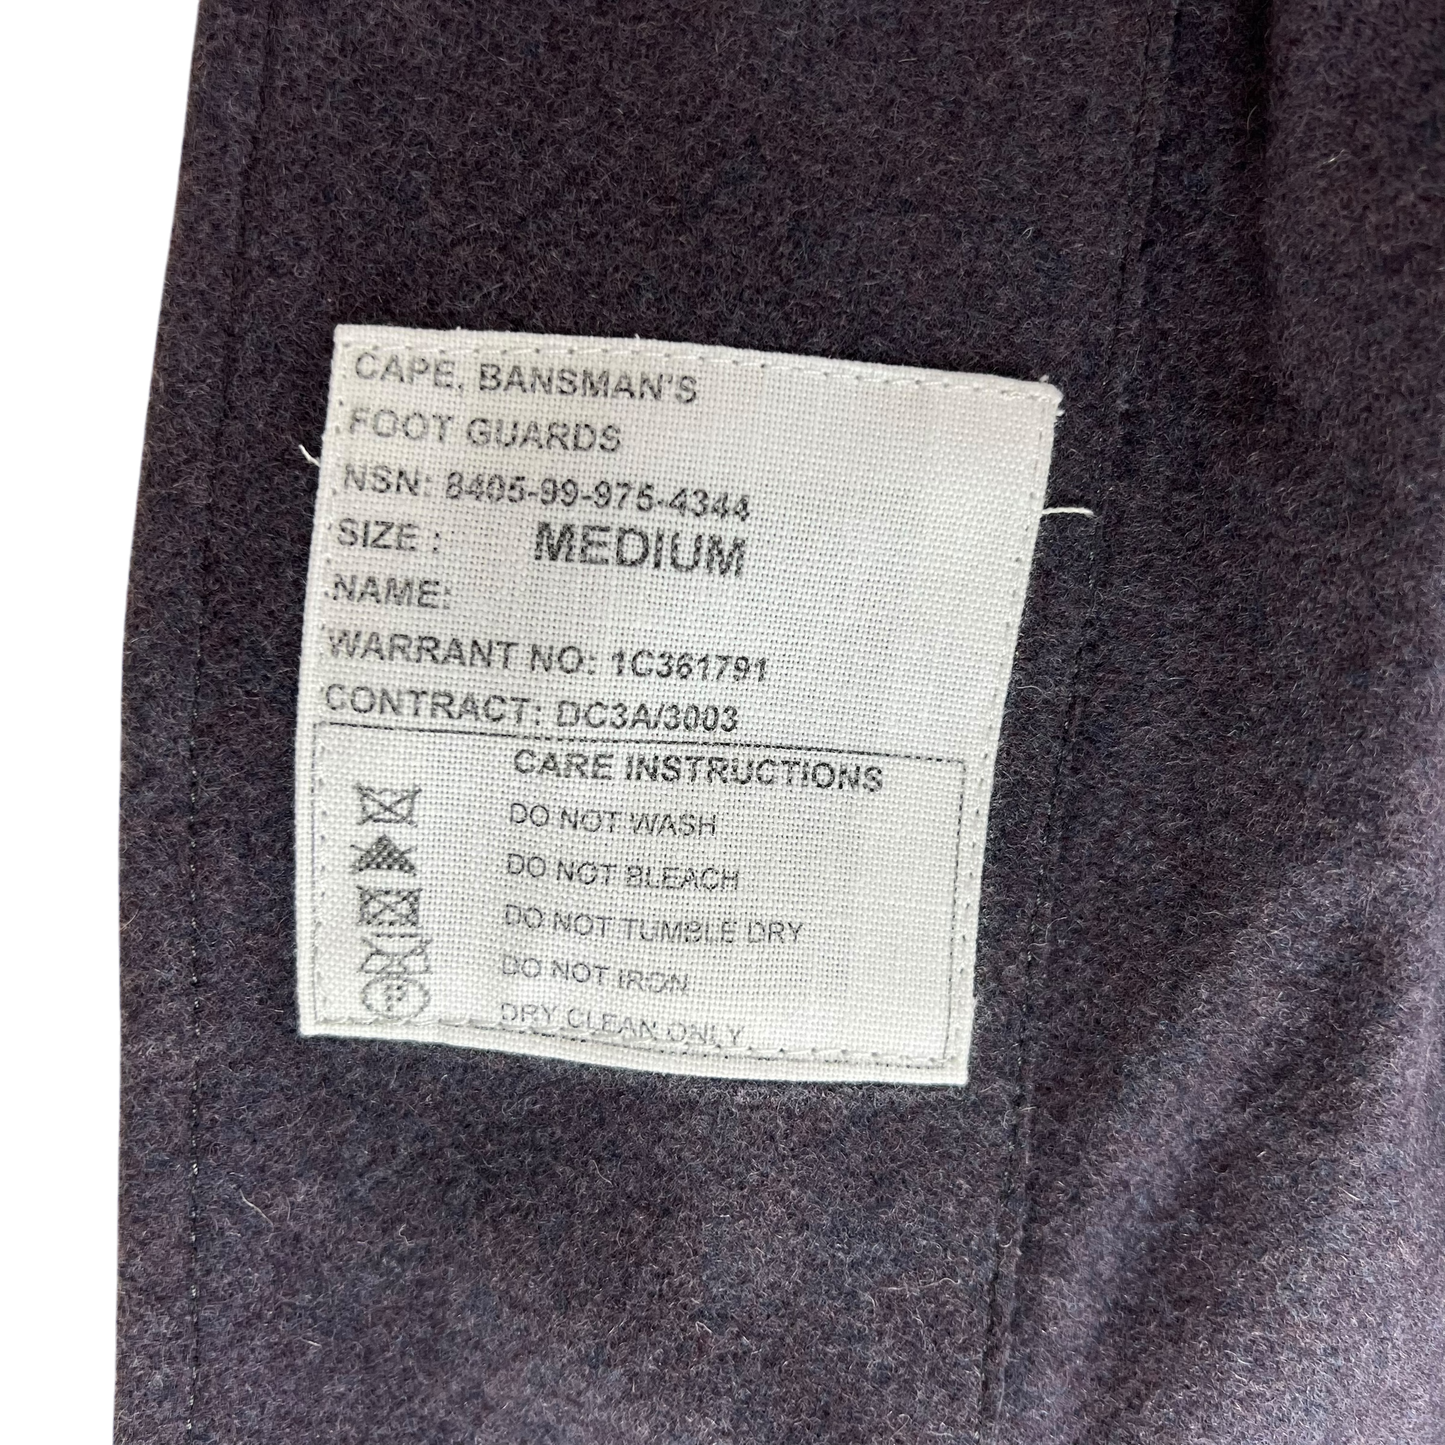 CAPE, BANSMAN'S
FOOT GUARDS
NSN: 8405-99-975-4344
SIZE : MEDIUM
NAME:
WARRANT NO: 1C361791
CONTRACT: DC3A/3003
CARE INSTRUCTIONS
DO NOT WASH
DO NOT BLEACH
DO NOT TUMBLE DRY
DO NOT IRON
DRY CLEAN ONLY